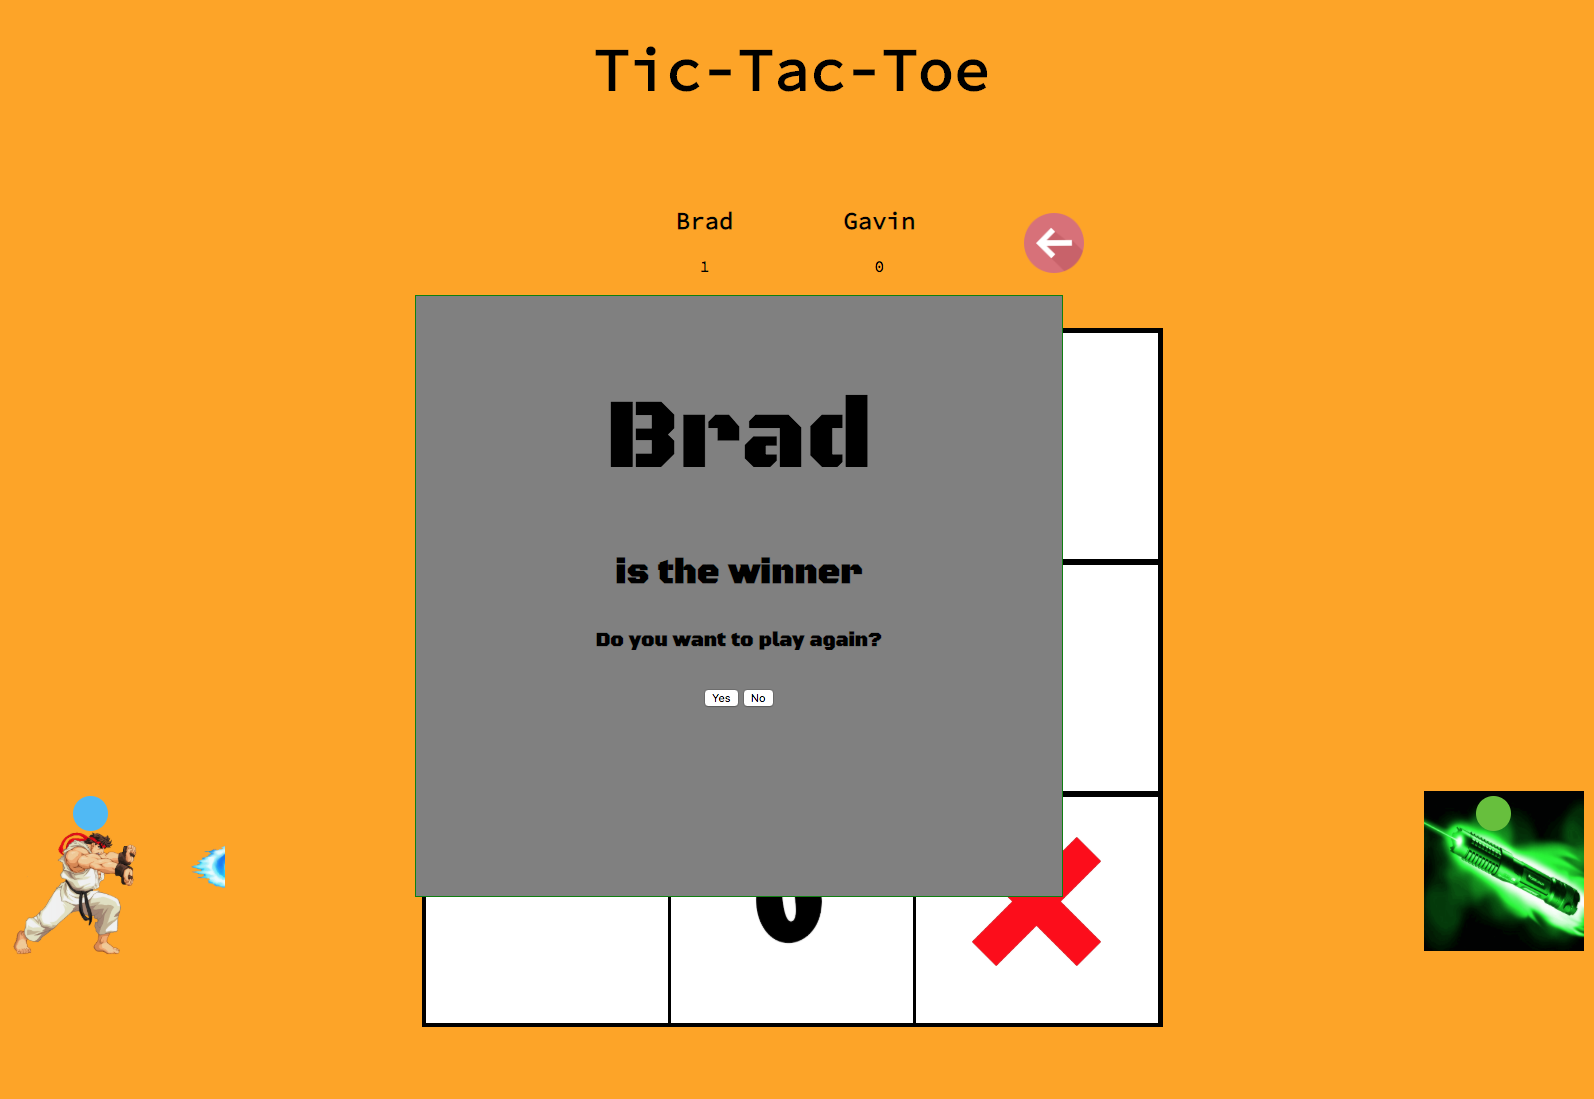 Tic-Tac-Toe
Brad Gavin
1 0
Brad
is the winner
Do you want to play again?
Yes No